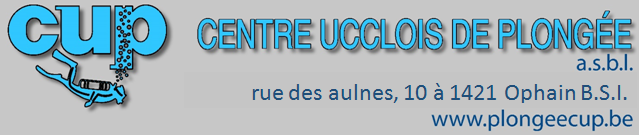 cup
CENTRE UCCLOIS DE PLONGÉE
a.s.b.l.
rue des aulnes, 10 à 1421 Ophain B.S.I.
www.plongeecup.be